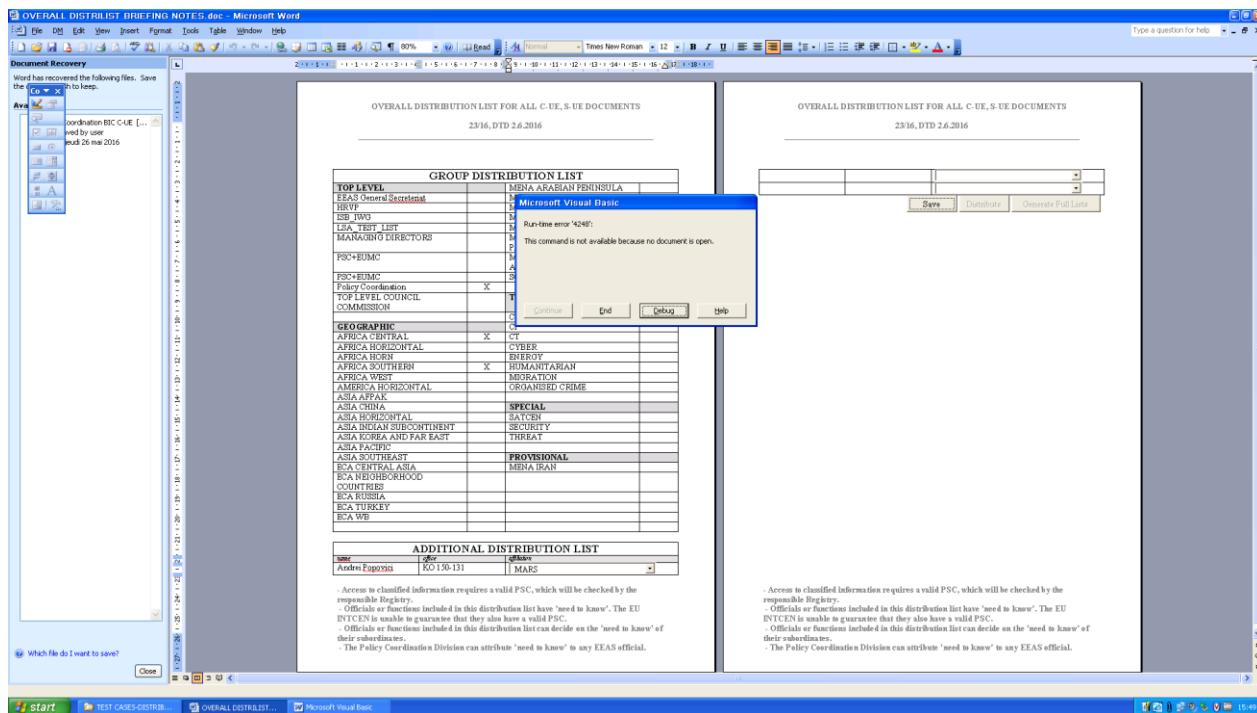 OVERALL DISTRILIST BRIEFING NOTES.doc - Microsoft Word
File DM Edit View Insert Format Tools Table Window Help
Type a question for help
80%
Read
Normal
Times New Roman
12
Document Recovery
Word has recovered the following files. Save
Co
oordination BIC C-UE [...
ved by user
eudi 26 mai 2016
Which file do I want to save?
Close
OVERALL DISTRIBUTION LIST FOR ALL C-UE, S-UE DOCUMENTS
23/16, DTD 2.6.2016
GROUP DISTRIBUTION LIST
TOP LEVEL MENA ARABIAN PENINSULA
EEAS General Secreteriat
HRVP
ISB_IWG
LSA_TEST_LIST
MANAGING DIRECTORS
PSC+EUMC
PSC+EUMC
Policy Coordination X
TOP LEVEL COUNCIL
COMMISSION
GEOGRAPHIC
AFRICA CENTRAL X CT
AFRICA HORIZONTAL CYBER
AFRICA HORN ENERGY
AFRICA SOUTHERN X HUMANITARIAN
AFRICA WEST MIGRATION
AMERICA HORIZONTAL ORGANISED CRIME
ASIA AFPAK
ASIA CHINA SPECIAL
ASIA HORIZONTAL SATCEN
ASIA INDIAN SUBCONTINENT SECURITY
ASIA KOREA AND FAR EAST THREAT
ASIA PACIFIC
ASIA SOUTHEAST PROVISIONAL
ECA CENTRAL ASIA MENA IRAN
ECA NEIGHBORHOOD
COUNTRIES
ECA RUSSIA
ECA TURKEY
ECA WB
ADDITIONAL DISTRIBUTION LIST
name office affiliation
Andrei Popovici KO 150-131 MARS
- Access to classified information requires a valid PSC, which will be checked by the
responsible Registry.
- Officials or functions included in this distribution list have 'need to know'. The EU
INTCEN is unable to guarantee that they also have a valid PSC.
- Officials or functions included in this distribution list can decide on the 'need to know' of
their subordinates.
- The Policy Coordination Division can attribute 'need to know' to any EEAS official.
Microsoft Visual Basic
Run-time error '4248':
This command is not available because no document is open.
Continue End Debug Help
OVERALL DISTRIBUTION LIST FOR ALL C-UE, S-UE DOCUMENTS
23/16, DTD 2.6.2016
Save Distribute Generate Full Lists
- Access to classified information requires a valid PSC, which will be checked by the
responsible Registry.
- Officials or functions included in this distribution list have 'need to know'. The EU
INTCEN is unable to guarantee that they also have a valid PSC.
- Officials or functions included in this distribution list can decide on the 'need to know' of
their subordinates.
- The Policy Coordination Division can attribute 'need to know' to any EEAS official.
start
TEST CASES-DISTRIB...
OVERALL DISTRILIST...
Microsoft Visual Basic
15:49